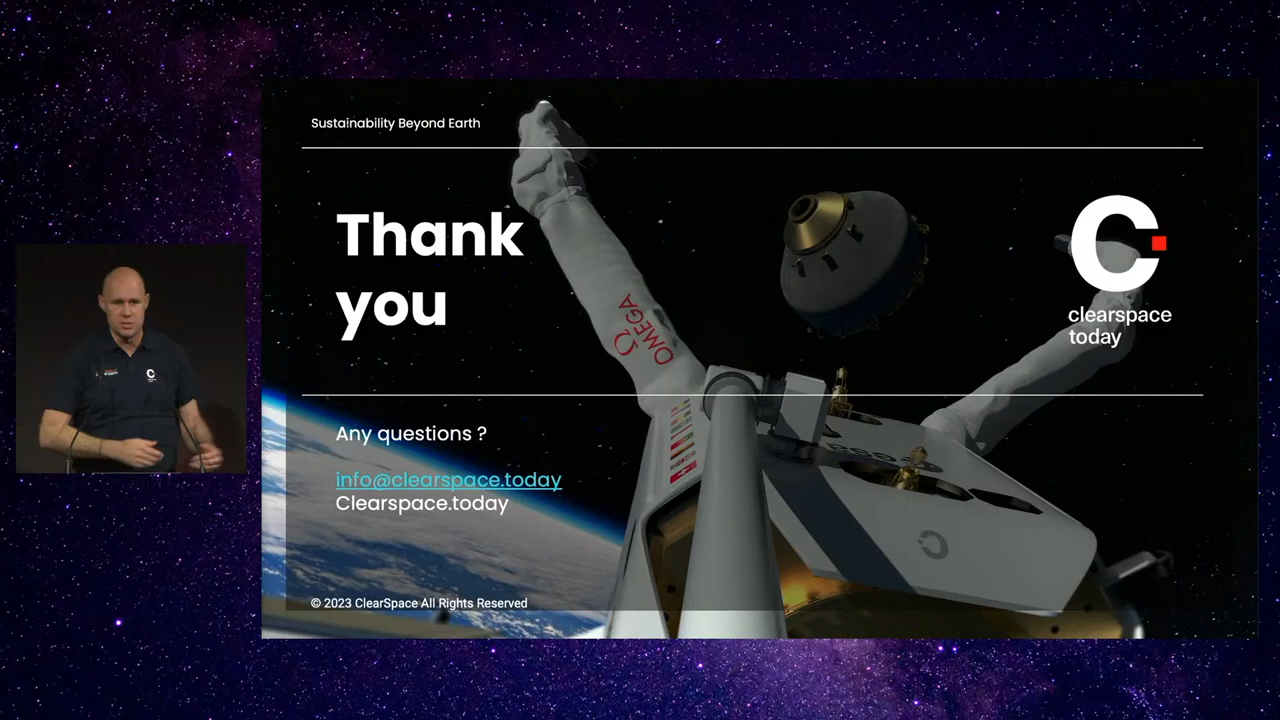 Sustainability Beyond Earth
Thank
you
clearspace
today
Ω
OMEGA
Any questions ?
info@clearspace.today
Clearspace.today
© 2023 ClearSpace All Rights Reserved